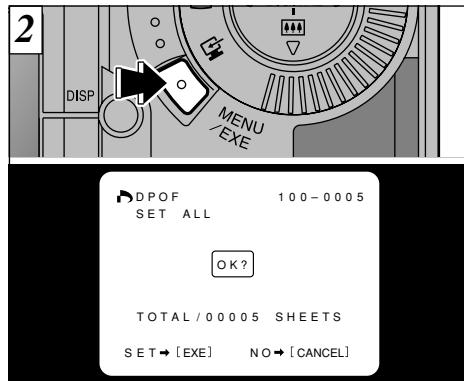 2
DISP
MENU
/EXE
DPOF 100-0005
SET ALL
OK?
TOTAL/00005 SHEETS
SET➡[EXE] NO➡[CANCEL]